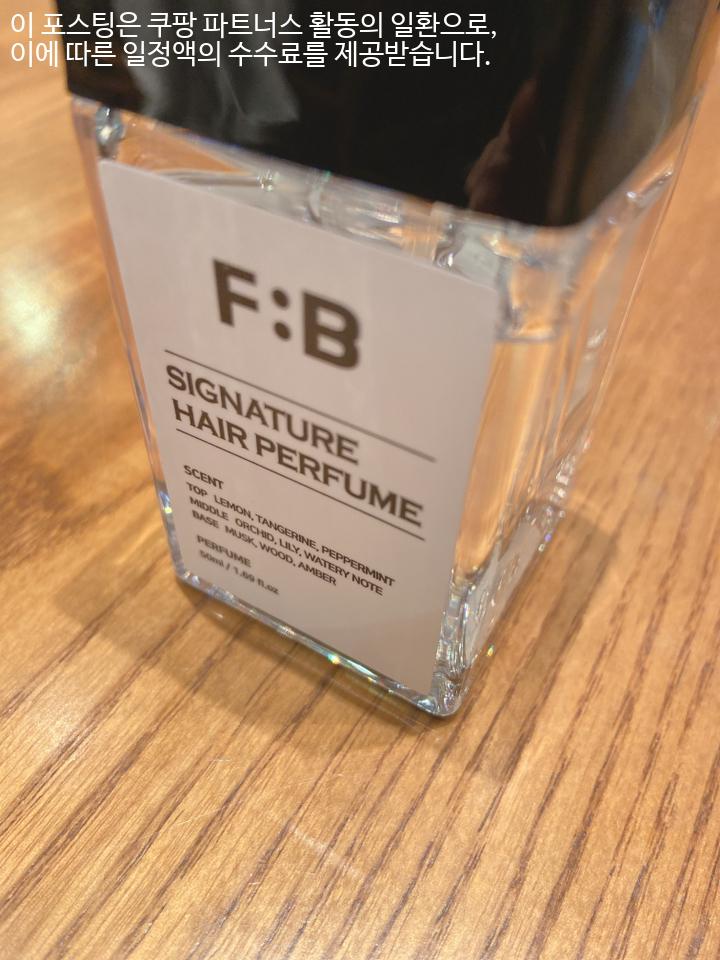 이 포스팅은 쿠팡 파트너스 활동의 일환으로,
이에 따른 일정액의 수수료를 제공받습니다.
F:B
SIGNATURE
HAIR PERFUME
SCENT
TOP LEMON, TANGERINE, PEPPERMINT
MIDDLE ORCHID, LILY, WATERY NOTE
BASE MUSK, WOOD, AMBER
PERFUME
50ml / 1.69 fl.oz